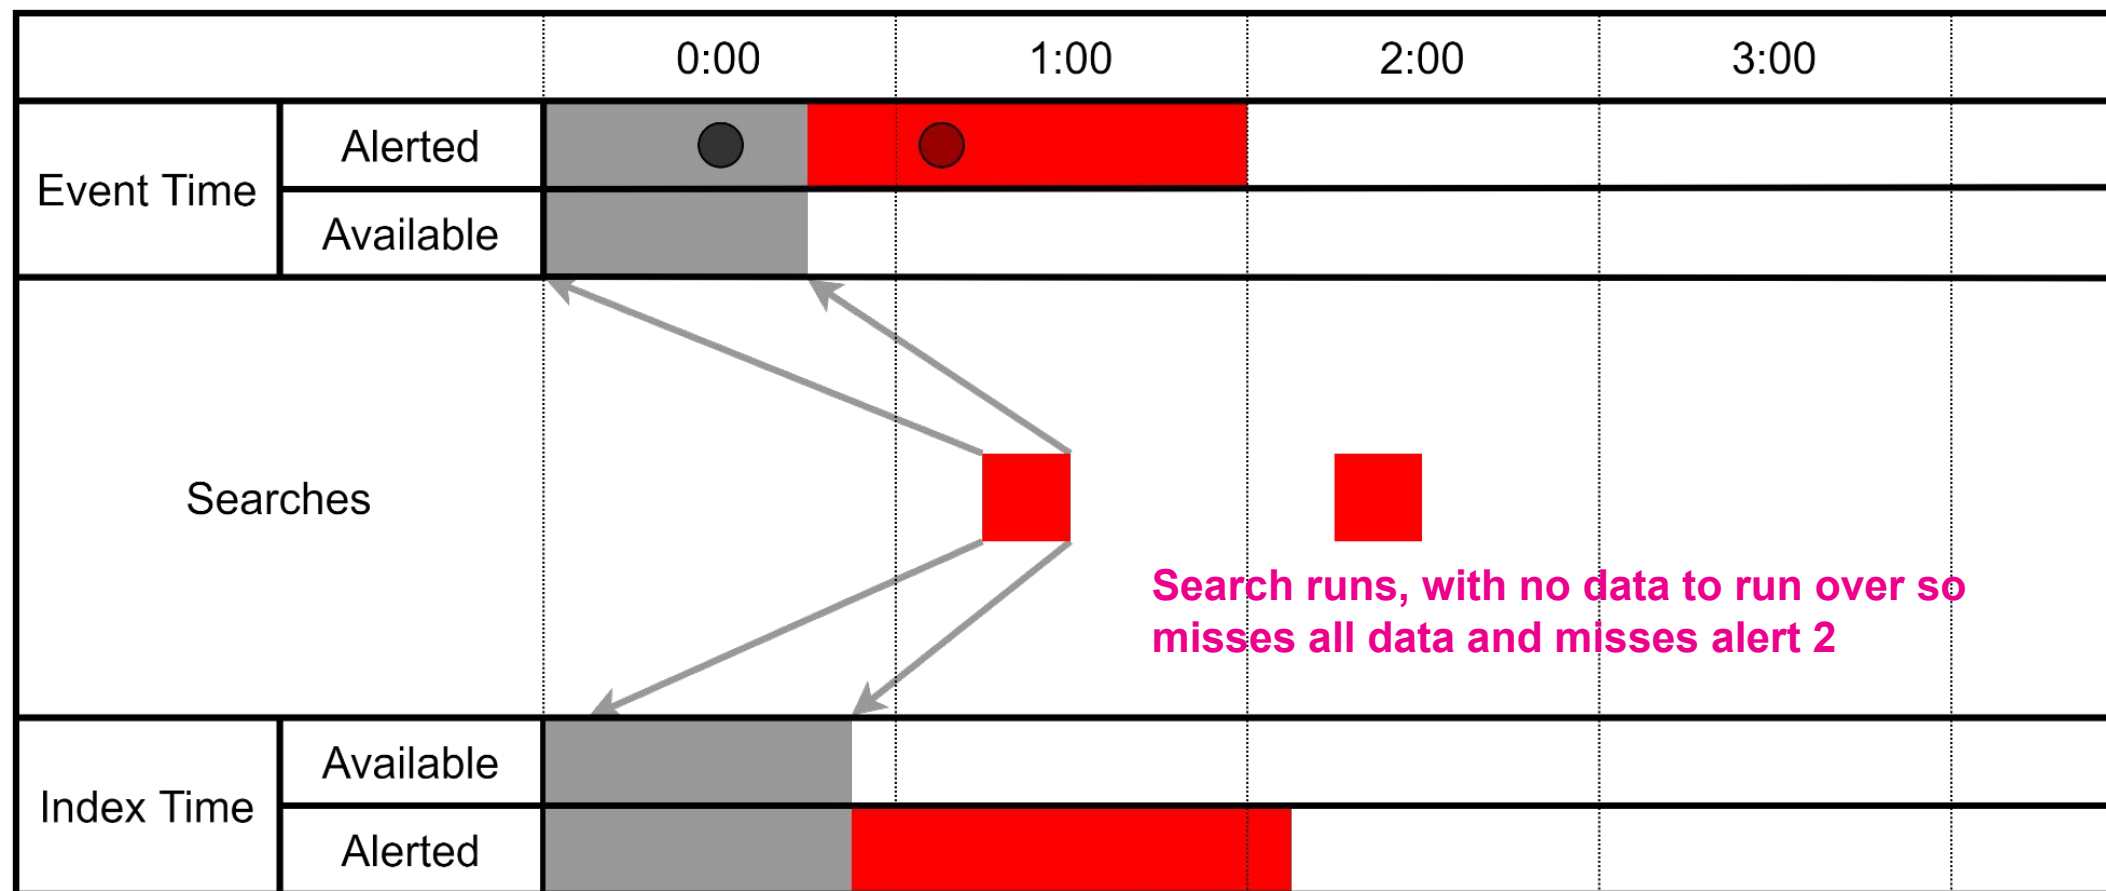 0:00 1:00 2:00 3:00
Alerted
Event Time
Available
Searches
Search runs, with no data to run over so
misses all data and misses alert 2
Available
Index Time
Alerted